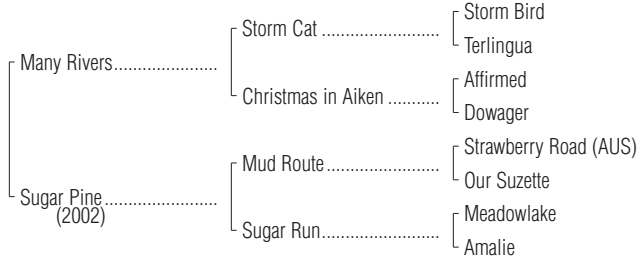 Storm Bird
Storm Cat ...........................
Terlingua
Many Rivers........................
Affirmed
Christmas in Aiken ............
Dowager
Strawberry Road (AUS)
Mud Route..........................
Our Suzette
Sugar Pine ..........................
(2002)
Meadowlake
Sugar Run...........................
Amalie